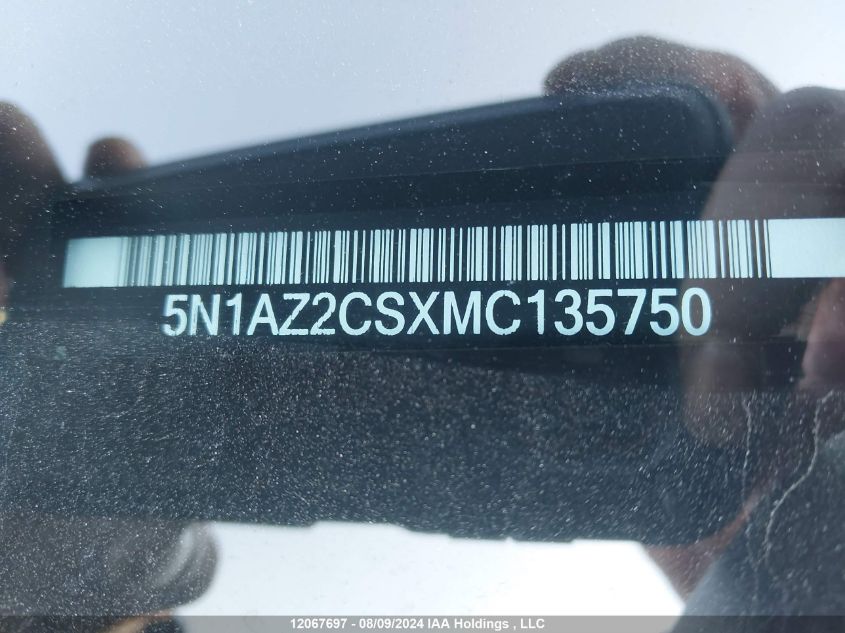 5N1AZ2CSXMC135750
12067697 - 08/09/2024 IAA Holdings , LLC